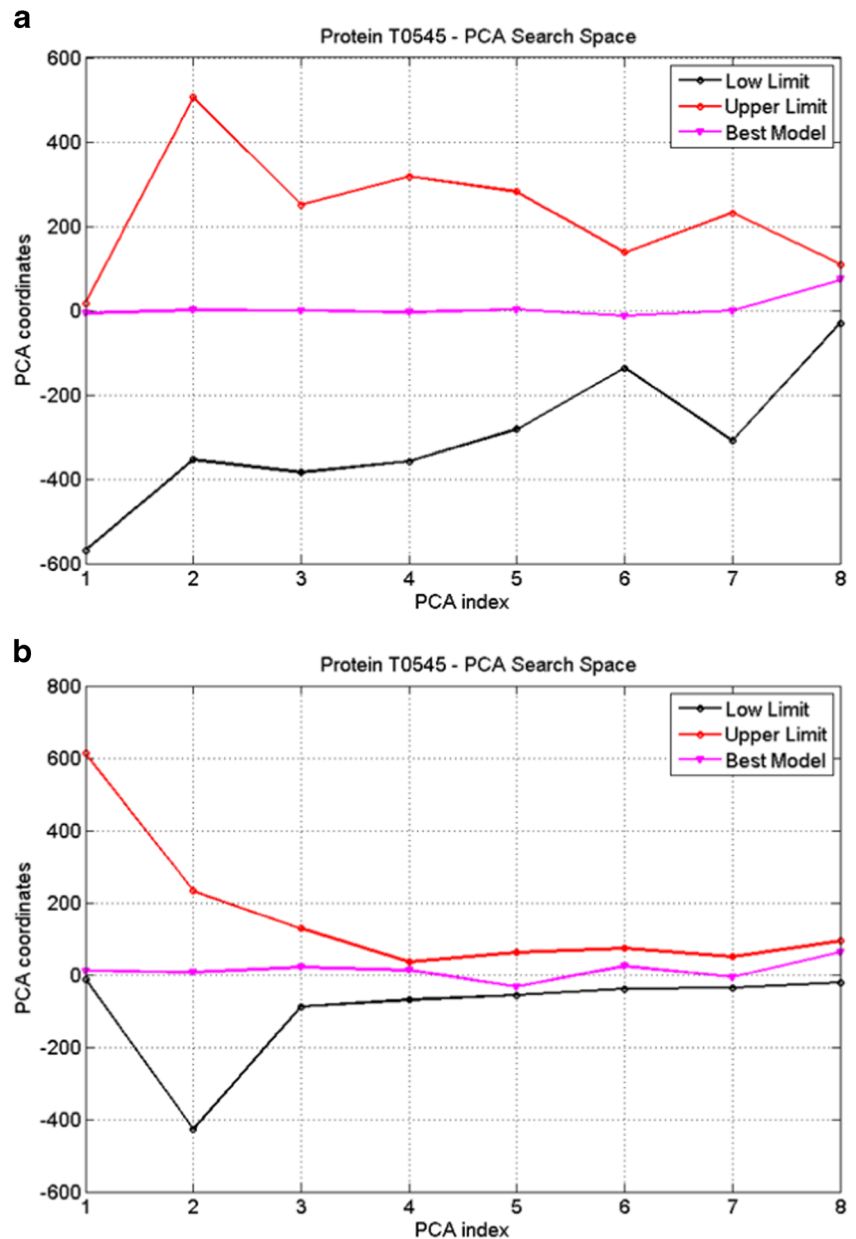 a
Protein T0545 - PCA Search Space
600
400
200
0
-200
-400
-600
PCA coordinates
Low Limit
Upper Limit
Best Model
1 2 3 4 5 6 7 8
PCA index
b
Protein T0545 - PCA Search Space
800
600
400
200
0
-200
-400
-600
PCA coordinates
Low Limit
Upper Limit
Best Model
1 2 3 4 5 6 7 8
PCA index